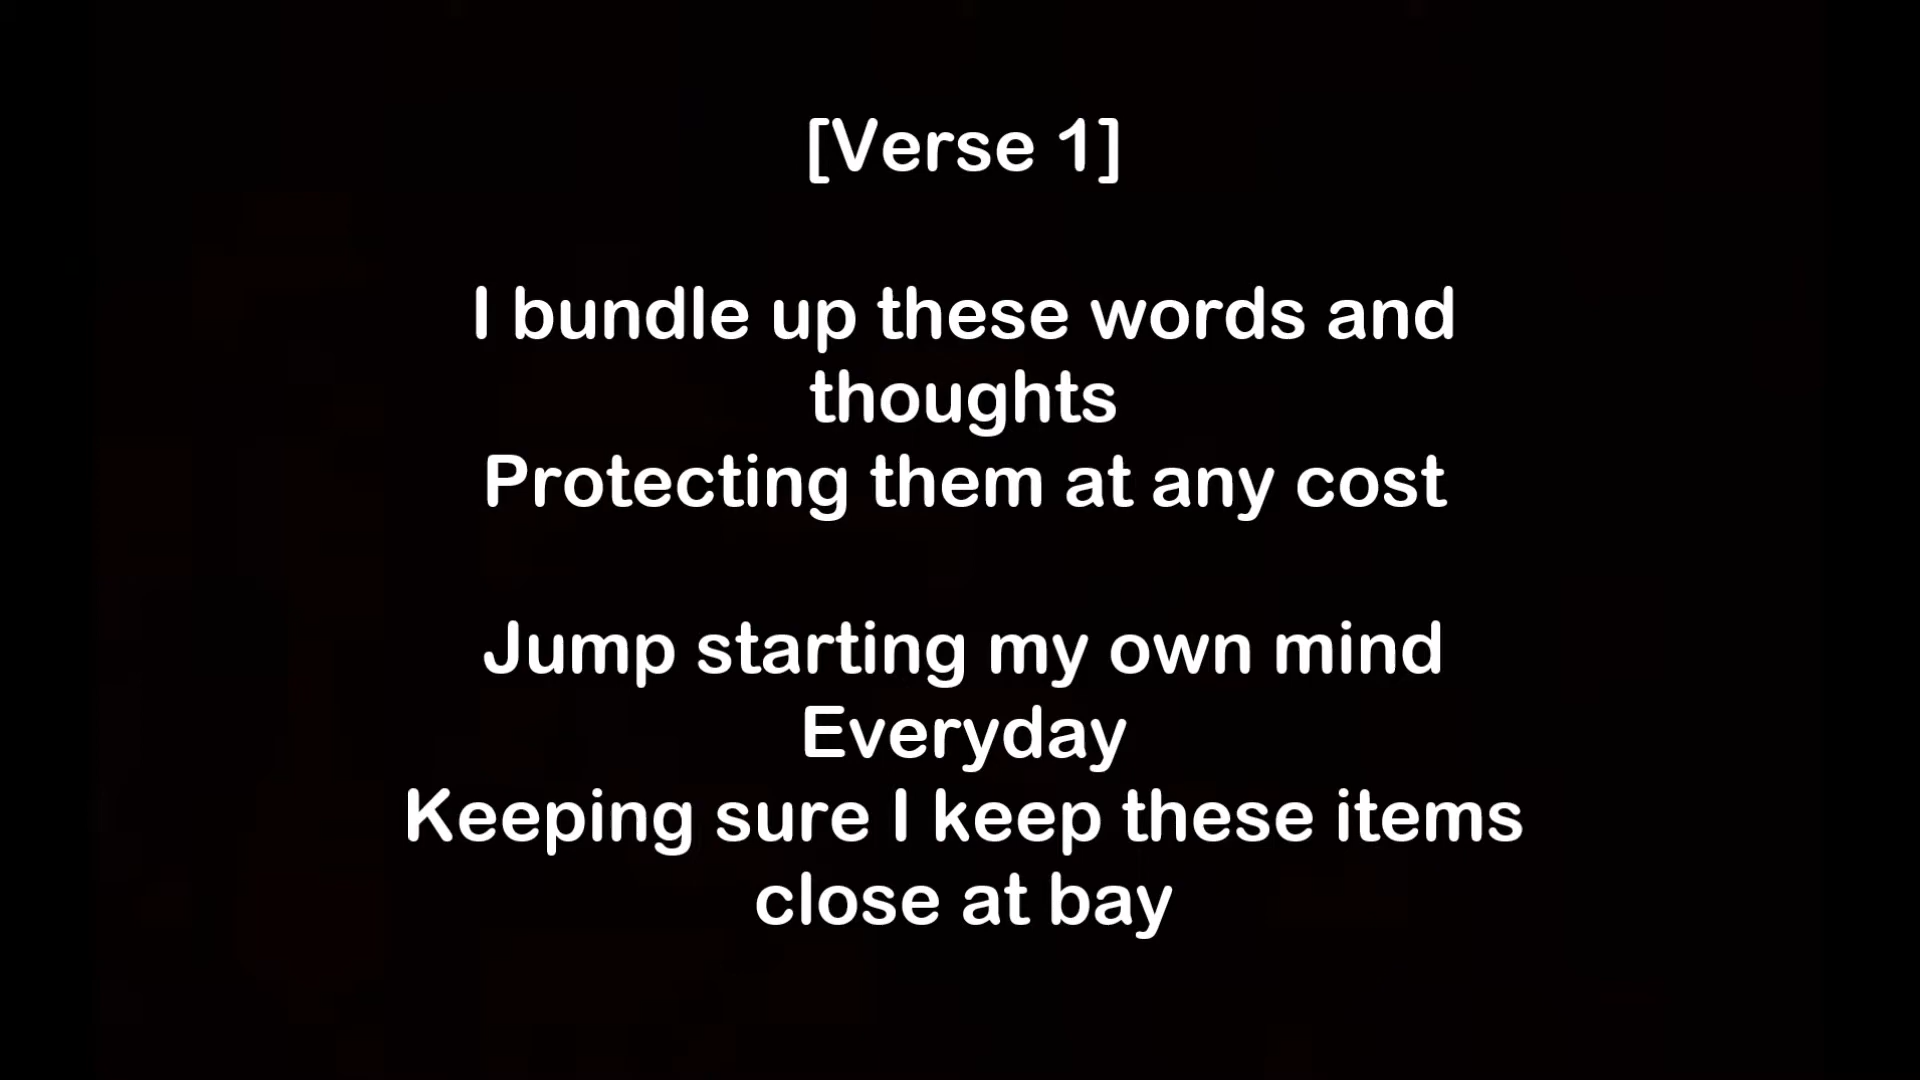 [Verse 1]
I bundle up these words and
thoughts
Protecting them at any cost
Jump starting my own mind
Everyday
Keeping sure I keep these items
close at bay